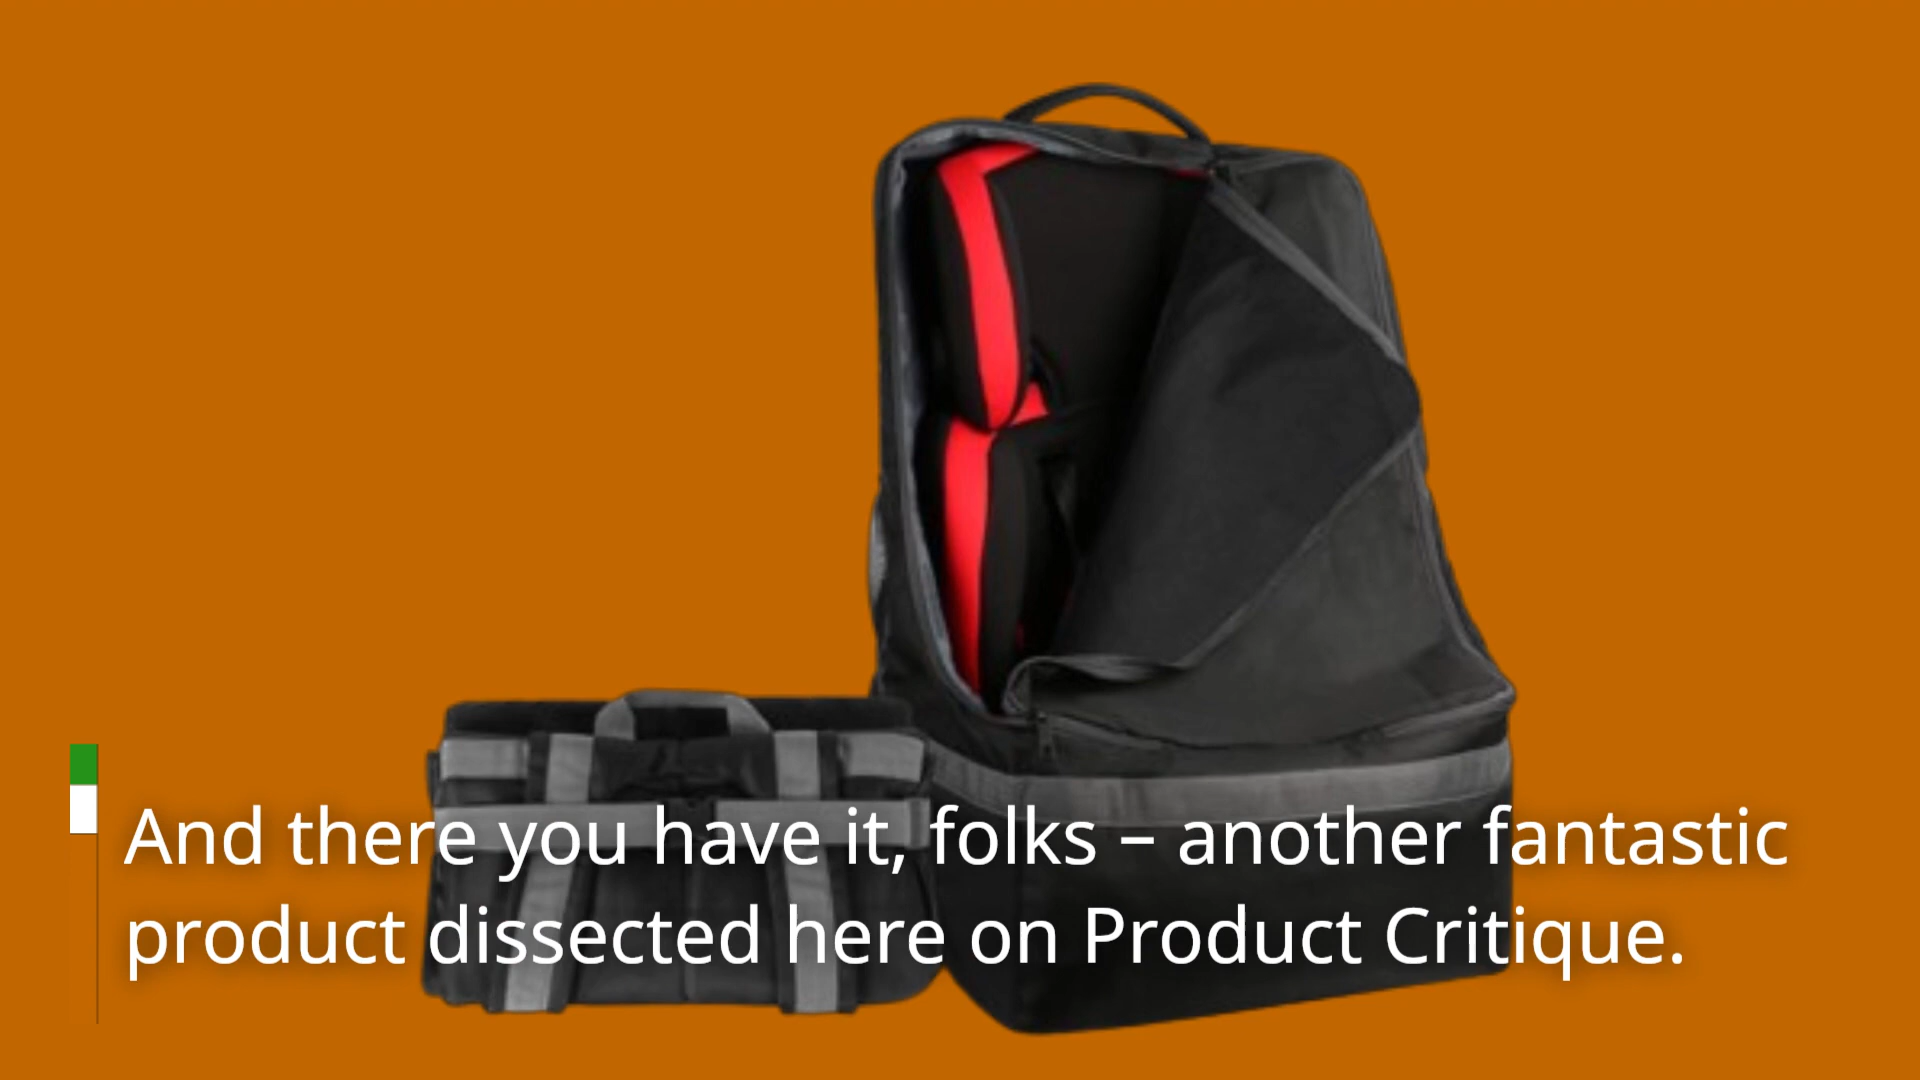 And there you have it, folks – another fantastic
product dissected here on Product Critique.